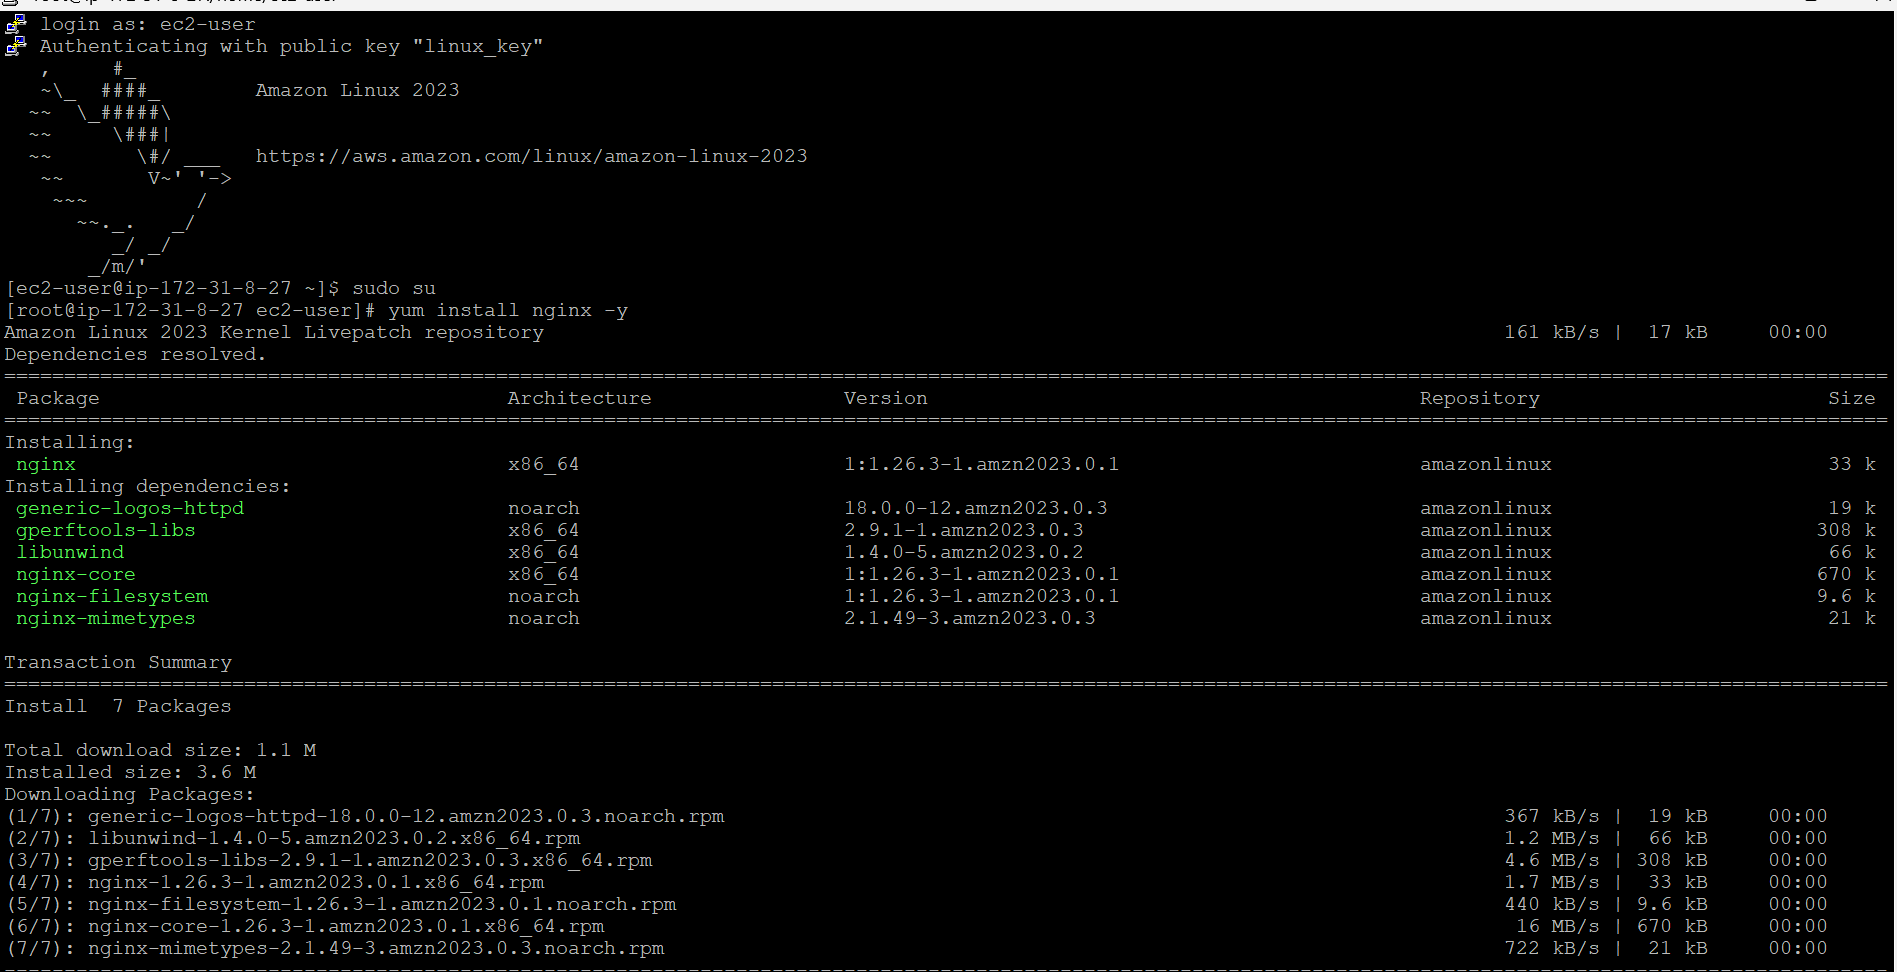 login as: ec2-user
Authenticating with public key "linux_key"
   ,     #_
   ~\_  ####_        Amazon Linux 2023
  ~~  \_#####\
  ~~     \###|
  ~~       \#/ ___   https://aws.amazon.com/linux/amazon-linux-2023
   ~~       V~' '->
    ~~~         /
      ~~._.   _/
         _/ _/
       _/m/'
[ec2-user@ip-172-31-8-27 ~]$ sudo su
[root@ip-172-31-8-27 ec2-user]# yum install nginx -y
Amazon Linux 2023 Kernel Livepatch repository 161 kB/s | 17 kB 00:00
Dependencies resolved.
================================================================================
Package Architecture Version Repository Size
================================================================================
Installing:
nginx x86_64 1:1.26.3-1.amzn2023.0.1 amazonlinux 33 k
Installing dependencies:
generic-logos-httpd noarch 18.0.0-12.amzn2023.0.3 amazonlinux 19 k
gperftools-libs x86_64 2.9.1-1.amzn2023.0.3 amazonlinux 308 k
libunwind x86_64 1.4.0-5.amzn2023.0.2 amazonlinux 66 k
nginx-core x86_64 1:1.26.3-1.amzn2023.0.1 amazonlinux 670 k
nginx-filesystem noarch 1:1.26.3-1.amzn2023.0.1 amazonlinux 9.6 k
nginx-mimetypes noarch 2.1.49-3.amzn2023.0.3 amazonlinux 21 k
Transaction Summary
================================================================================
Install 7 Packages
Total download size: 1.1 M
Installed size: 3.6 M
Downloading Packages:
(1/7): generic-logos-httpd-18.0.0-12.amzn2023.0.3.noarch.rpm 367 kB/s | 19 kB 00:00
(2/7): libunwind-1.4.0-5.amzn2023.0.2.x86_64.rpm 1.2 MB/s | 66 kB 00:00
(3/7): gperftools-libs-2.9.1-1.amzn2023.0.3.x86_64.rpm 4.6 MB/s | 308 kB 00:00
(4/7): nginx-1.26.3-1.amzn2023.0.1.x86_64.rpm 1.7 MB/s | 33 kB 00:00
(5/7): nginx-filesystem-1.26.3-1.amzn2023.0.1.noarch.rpm 440 kB/s | 9.6 kB 00:00
(6/7): nginx-core-1.26.3-1.amzn2023.0.1.x86_64.rpm 16 MB/s | 670 kB 00:00
(7/7): nginx-mimetypes-2.1.49-3.amzn2023.0.3.noarch.rpm 722 kB/s | 21 kB 00:00